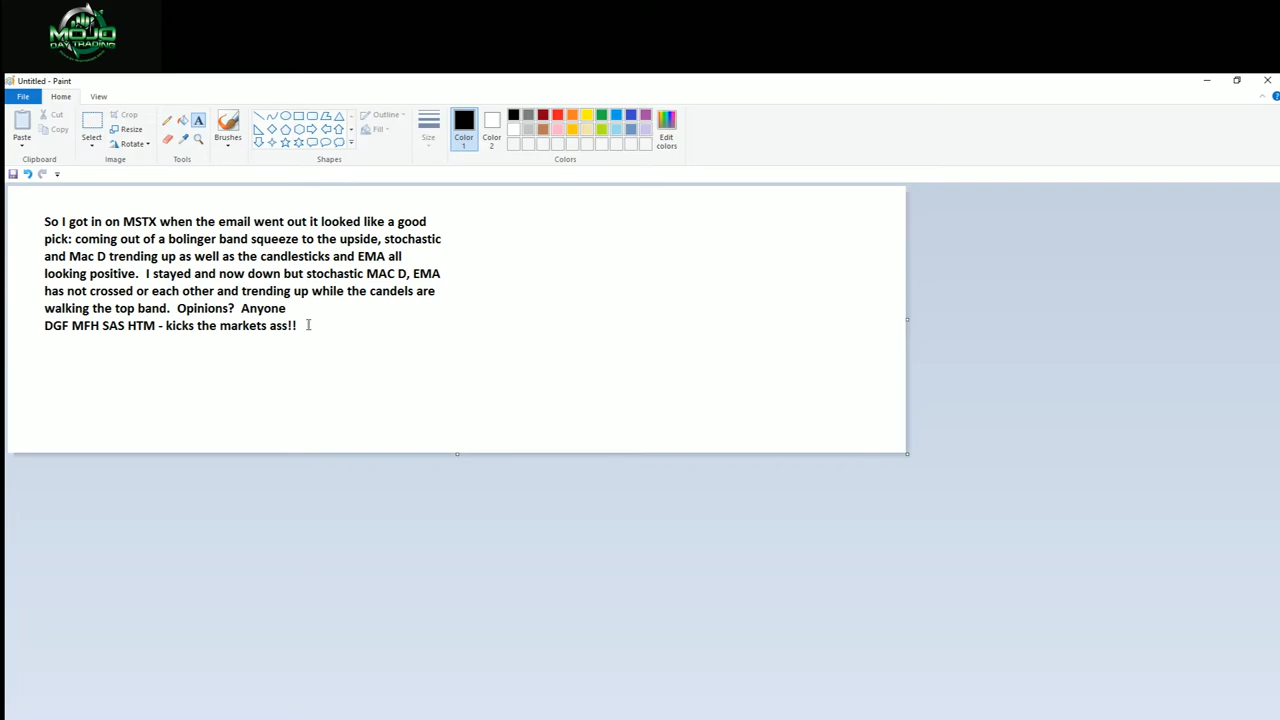 MOJO
DAY TRADING
Untitled - Paint
File Home View
Cut
Copy
Paste
Clipboard
Select
Crop
Resize
Rotate
Image
Tools
Brushes
Outline
Fill
Shapes
Size
Color 1
Color 2
Edit colors
Colors
So I got in on MSTX when the email went out it looked like a good
pick: coming out of a bolinger band squeeze to the upside, stochastic
and Mac D trending up as well as the candlesticks and EMA all
looking positive. I stayed and now down but stochastic MAC D, EMA
has not crossed or each other and trending up while the candels are
walking the top band. Opinions? Anyone
DGF MFH SAS HTM - kicks the markets ass!!